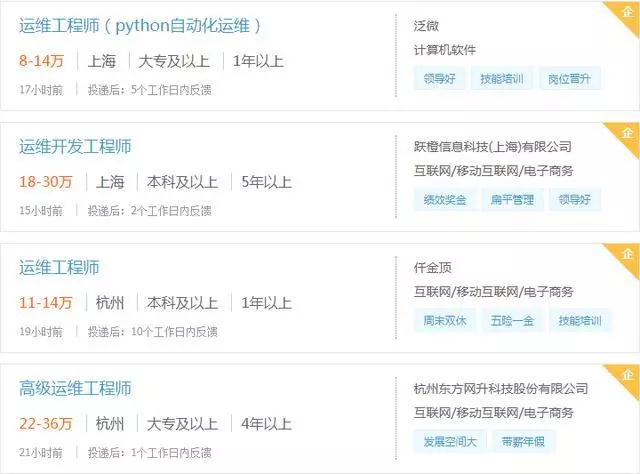 运维工程师（python自动化运维）
8-14万 上海 大专及以上 1年以上
17小时前 投递后：5个工作日内反馈
泛微
计算机软件
领导好 技能培训 岗位晋升
企
运维开发工程师
18-30万 上海 本科及以上 5年以上
15小时前 投递后：2个工作日内反馈
跃橙信息科技(上海)有限公司
互联网/移动互联网/电子商务
绩效奖金 扁平管理 领导好
企
运维工程师
11-14万 杭州 本科及以上 1年以上
19小时前 投递后：10个工作日内反馈
仟金顶
互联网/移动互联网/电子商务
周末双休 五险一金 技能培训
企
高级运维工程师
22-36万 杭州 大专及以上 4年以上
21小时前 投递后：1个工作日内反馈
杭州东方网升科技股份有限公司
互联网/移动互联网/电子商务
发展空间大 带薪年假
企